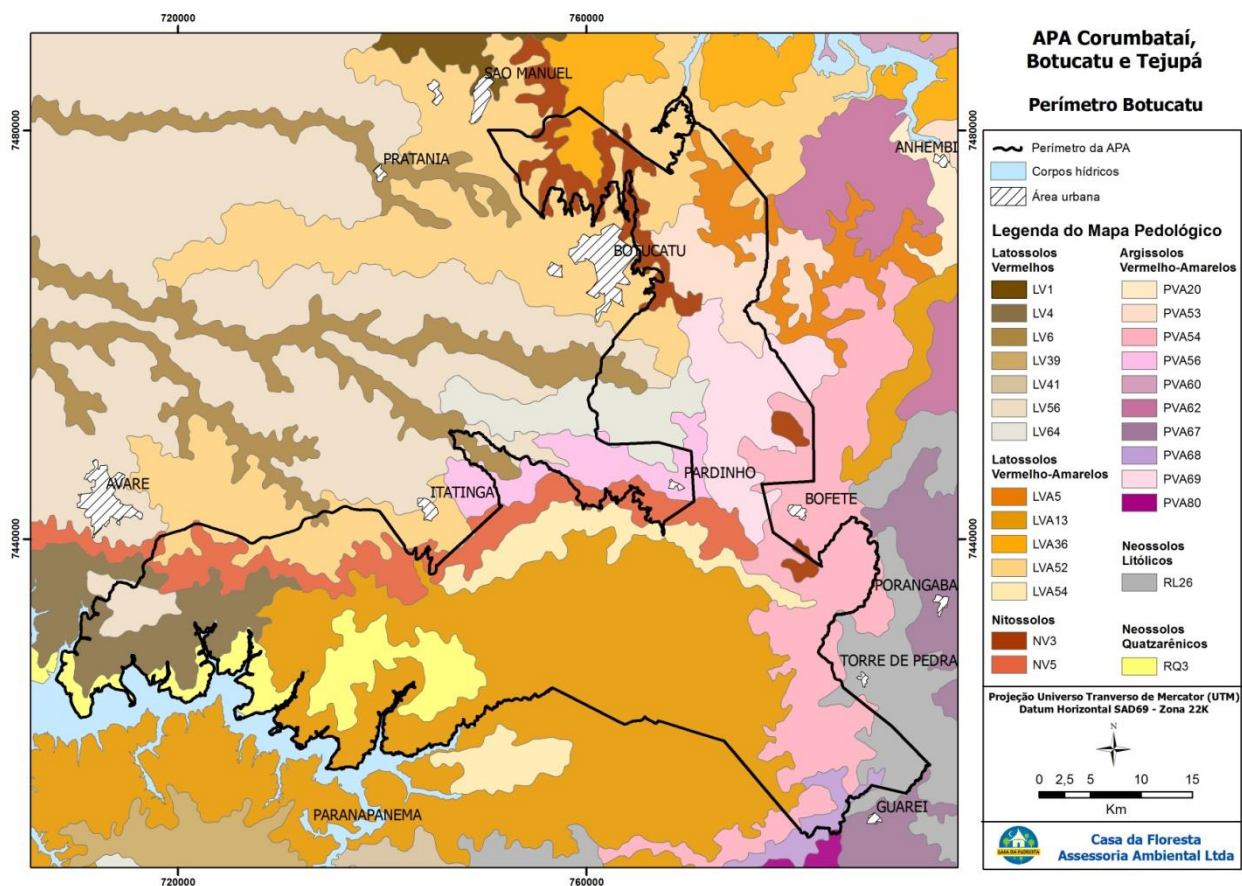 720000
760000
7480000
7480000
7440000
7440000
720000
760000
SAO MANUEL
PRATANIA
ANHEMBI
BOTUCATU
AVARE
ITATINGA
PARDINHO
BOFETE
PORANGABA
TORRE DE PEDRA
GUAREI
PARANAPANEMA
APA Corumbataí,
Botucatu e Tejupá
Perímetro Botucatu
Perímetro da APA
Corpos hídricos
Área urbana
Legenda do Mapa Pedológico
Latossolos
Vermelhos
LV1
LV4
LV6
LV39
LV41
LV56
LV64
Latossolos
Vermelho-Amarelos
LVA5
LVA13
LVA36
LVA52
LVA54
Nitossolos
NV3
NV5
Argissolos
Vermelho-Amarelos
PVA20
PVA53
PVA54
PVA56
PVA60
PVA62
PVA67
PVA68
PVA69
PVA80
Neossolos
Litólicos
RL26
Neossolos
Quatzarênicos
RQ3
Projeção Universo Tranverso de Mercator (UTM)
Datum Horizontal SAD69 - Zona 22K
N
0 2,5 5 10 15
Km
CASA DA FLORESTA
Casa da Floresta
Assessoria Ambiental Ltda